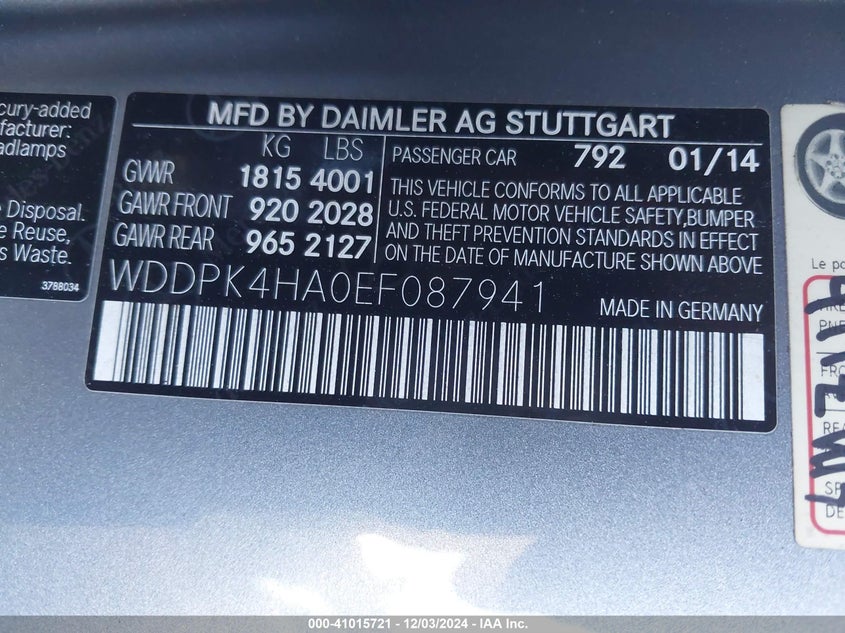 cury-added
facturer:
adlamps
Disposal.
e Reuse,
s Waste.
3788034
MFD BY DAIMLER AG STUTTGART
KG LBS
GVWR 1815 4001
GAWR FRONT 920 2028
GAWR REAR 965 2127
PASSENGER CAR 792 01/14
THIS VEHICLE CONFORMS TO ALL APPLICABLE
U.S. FEDERAL MOTOR VEHICLE SAFETY,BUMPER
AND THEFT PREVENTION STANDARDS IN EFFECT
ON THE DATE OF MANUFACTURE SHOWN ABOVE.
WDDPK4HA0EF087941
MADE IN GERMANY
Le po
000-41015721 - 12/03/2024 - IAA Inc.